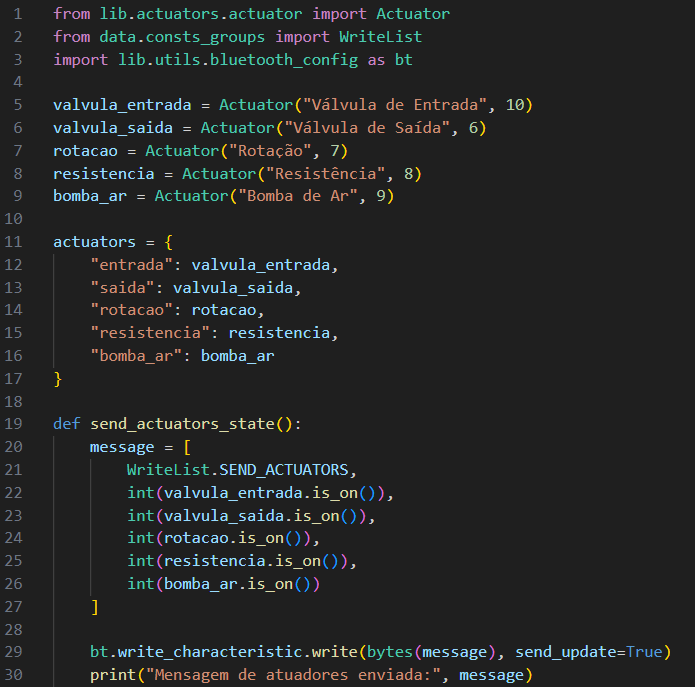 1 from lib.actuators.actuator import Actuator
2 from data.consts_groups import WriteList
3 import lib.utils.bluetooth_config as bt
4
5 valvula_entrada = Actuator("Válvula de Entrada", 10)
6 valvula_saida = Actuator("Válvula de Saída", 6)
7 rotacao = Actuator("Rotação", 7)
8 resistencia = Actuator("Resistência", 8)
9 bomba_ar = Actuator("Bomba de Ar", 9)
10
11 actuators = {
12     "entrada": valvula_entrada,
13     "saida": valvula_saida,
14     "rotacao": rotacao,
15     "resistencia": resistencia,
16     "bomba_ar": bomba_ar
17 }
18
19 def send_actuators_state():
20     message = [
21         WriteList.SEND_ACTUATORS,
22         int(valvula_entrada.is_on()),
23         int(valvula_saida.is_on()),
24         int(rotacao.is_on()),
25         int(resistencia.is_on()),
26         int(bomba_ar.is_on())
27     ]
28
29     bt.write_characteristic.write(bytes(message), send_update=True)
30     print("Mensagem de atuadores enviada:", message)